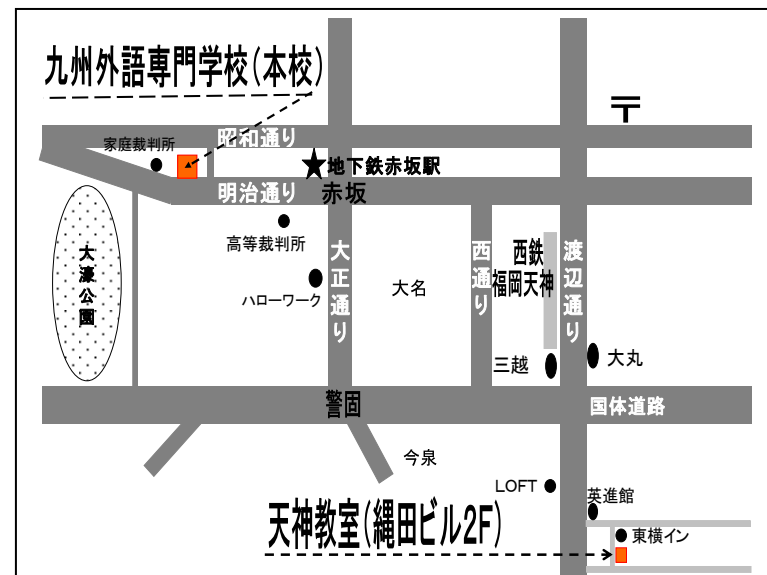 九州外語専門学校(本校)
〒
昭和通り
家庭裁判所
地下鉄赤坂駅
明治通り
赤坂
高等裁判所
ハローワーク
大濠公園
大正通り
大名
西通り
西鉄
福岡天神
渡辺通り
三越
大丸
警固
国体道路
今泉
LOFT
英進館
天神教室(縄田ビル2F)
東横イン